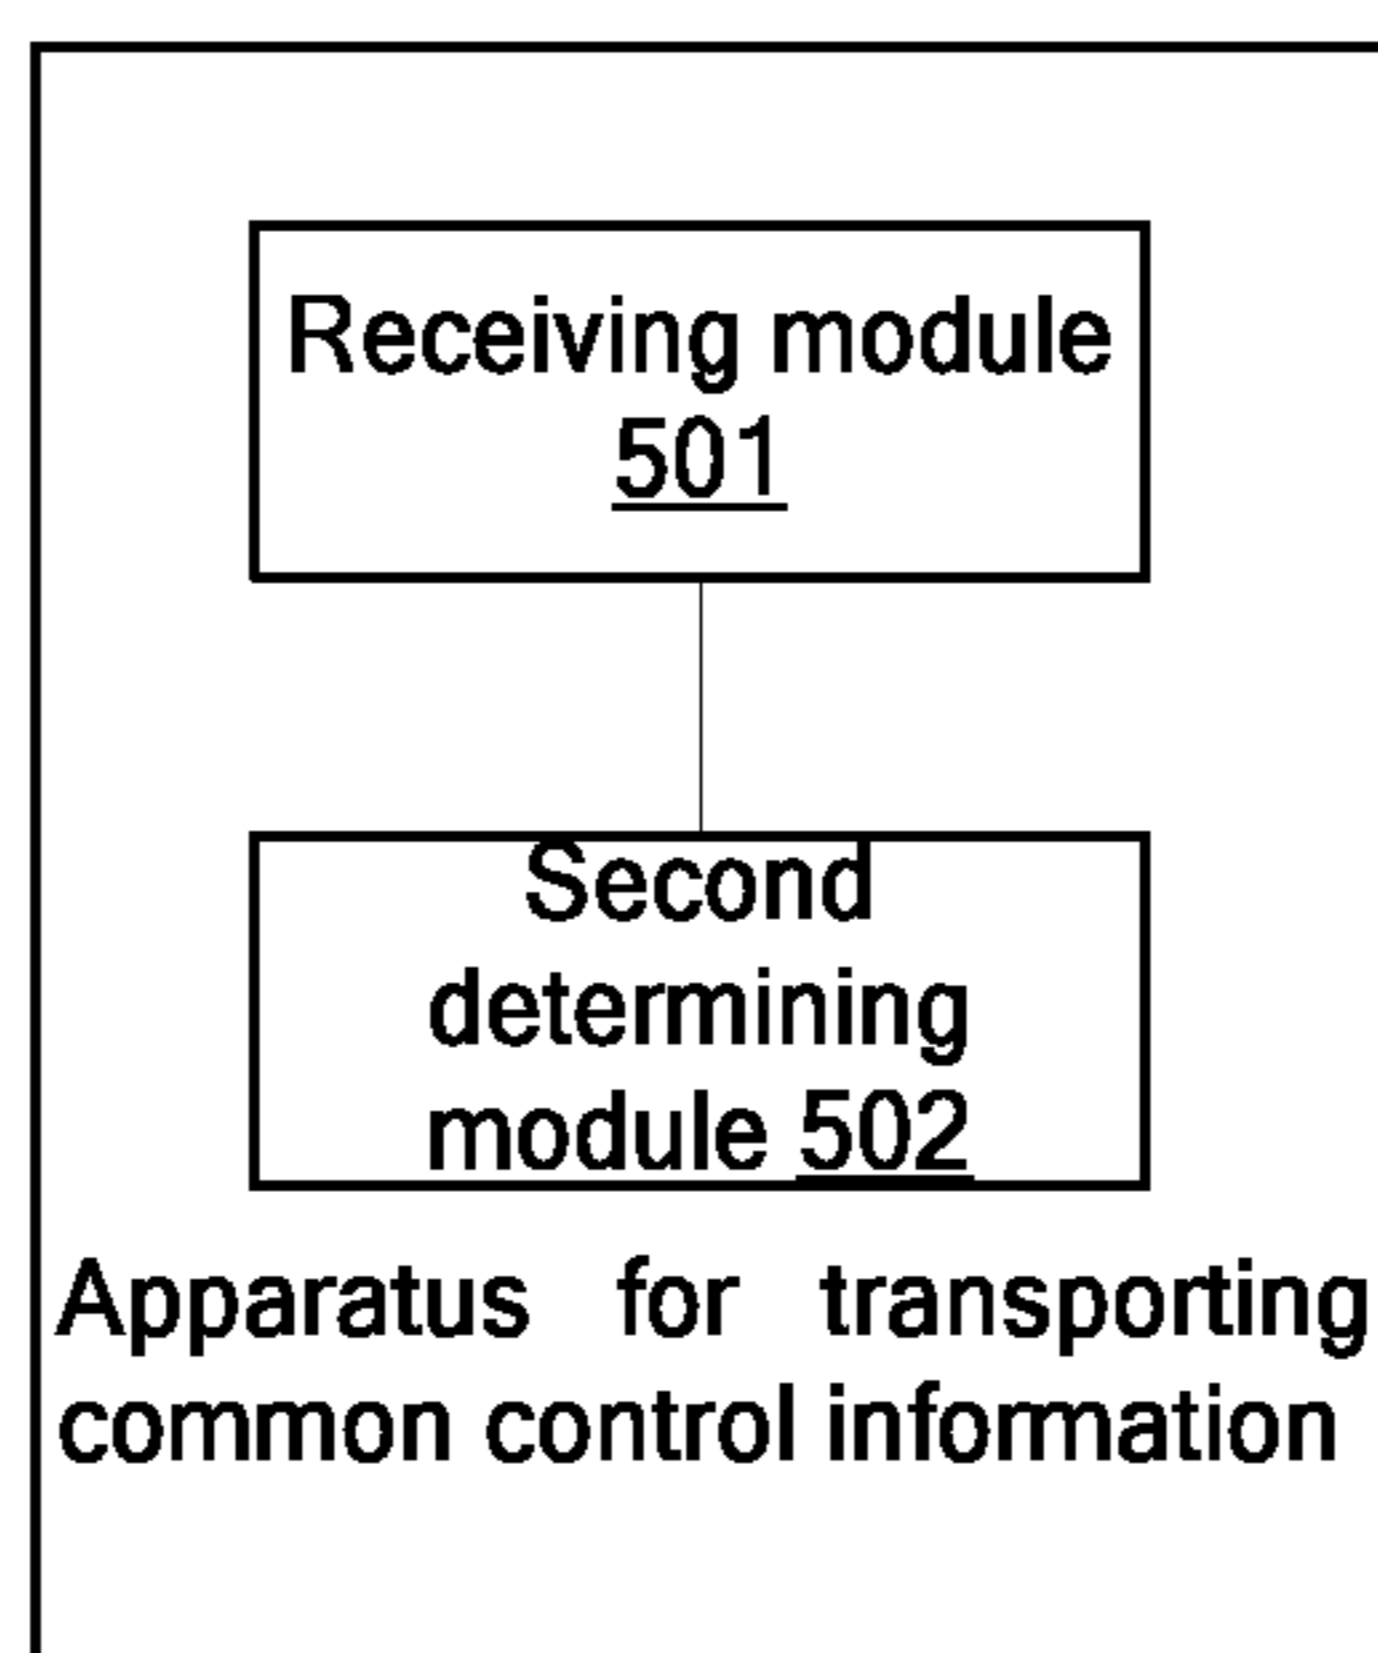 Receiving module
501
Second
determining
module 502
Apparatus for transporting
common control information